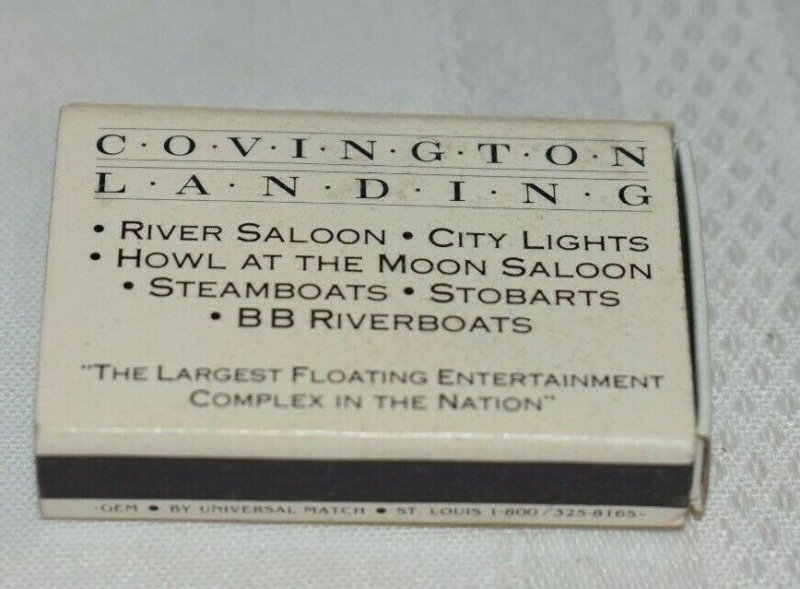 C·O·V·I·N·G·T·O·N
L·A·N·D·I·N·G
• RIVER SALOON • CITY LIGHTS
• HOWL AT THE MOON SALOON
• STEAMBOATS • STOBARTS
• BB RIVERBOATS
"THE LARGEST FLOATING ENTERTAINMENT
COMPLEX IN THE NATION"
-GEM • BY UNIVERSAL MATCH • ST. LOUIS 1-800/325-8165-